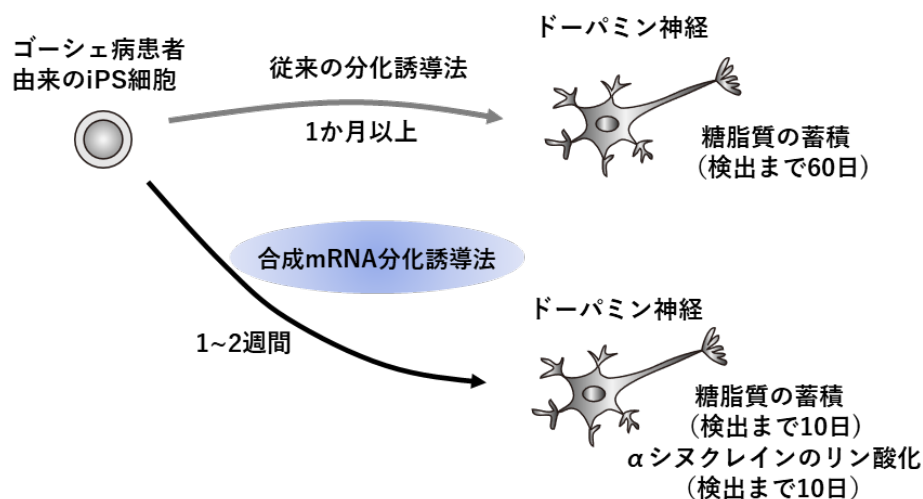 ゴーシェ病患者
由来のiPS細胞
従来の分化誘導法
1か月以上
ドーパミン神経
糖脂質の蓄積
（検出まで60日）
合成mRNA分化誘導法
1~2週間
ドーパミン神経
糖脂質の蓄積
（検出まで10日）
αシヌクレインのリン酸化
（検出まで10日）